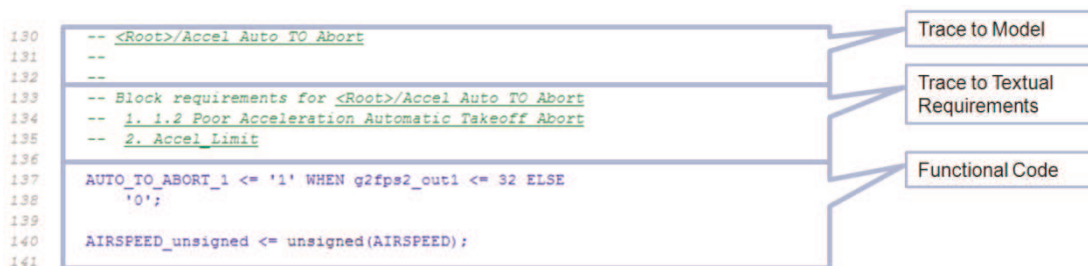 130 -- <Root>/Accel Auto TO Abort
131 --
132 --
133 -- Block requirements for <Root>/Accel Auto TO Abort
134 -- 1. 1.2 Poor Acceleration Automatic Takeoff Abort
135 -- 2. Accel_Limit
136
137 AUTO_TO_ABORT_1 <= '1' WHEN g2fps2_out1 <= 32 ELSE
138 '0';
139
140 AIRSPEED_unsigned <= unsigned(AIRSPEED);
141
Trace to Model
Trace to Textual
Requirements
Functional Code